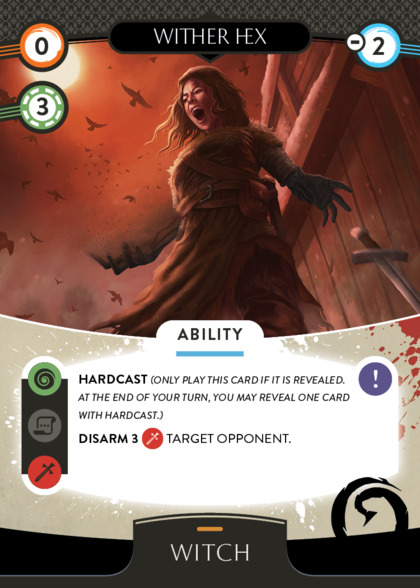 WITHER HEX
0
-2
3
ABILITY
HARDCAST (ONLY PLAY THIS CARD IF IT IS REVEALED.
AT THE END OF YOUR TURN, YOU MAY REVEAL ONE CARD
WITH HARDCAST.)
!
DISARM 3 TARGET OPPONENT.
WITCH